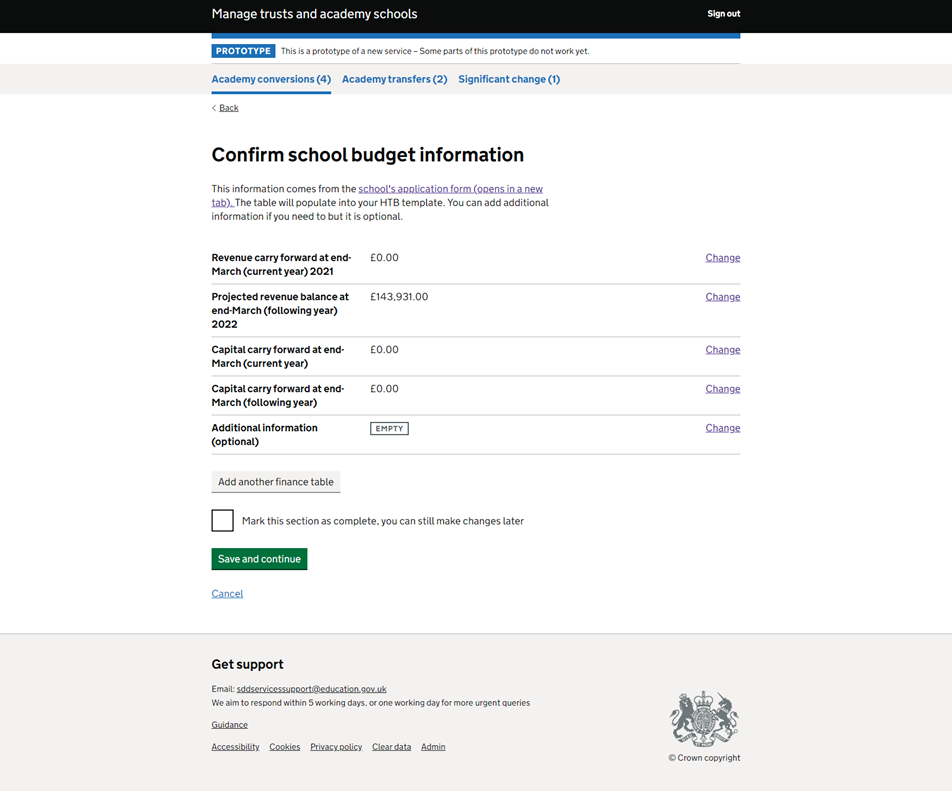 Manage trusts and academy schools
Sign out
PROTOTYPE This is a prototype of a new service – Some parts of this prototype do not work yet.
Academy conversions (4) Academy transfers (2) Significant change (1)
Back
Confirm school budget information
This information comes from the school's application form (opens in a new
tab). The table will populate into your HTB template. You can add additional
information if you need to but it is optional.
Revenue carry forward at end-
March (current year) 2021
£0.00
Change
Projected revenue balance at
end-March (following year)
2022
£143,931.00
Change
Capital carry forward at end-
March (current year)
£0.00
Change
Capital carry forward at end-
March (following year)
£0.00
Change
Additional information
(optional)
EMPTY
Change
Add another finance table
Mark this section as complete, you can still make changes later
Save and continue
Cancel
Get support
Email: sddservicessupport@education.gov.uk
We aim to respond within 5 working days, or one working day for more urgent queries
Guidance
Accessibility Cookies Privacy policy Clear data Admin
© Crown copyright